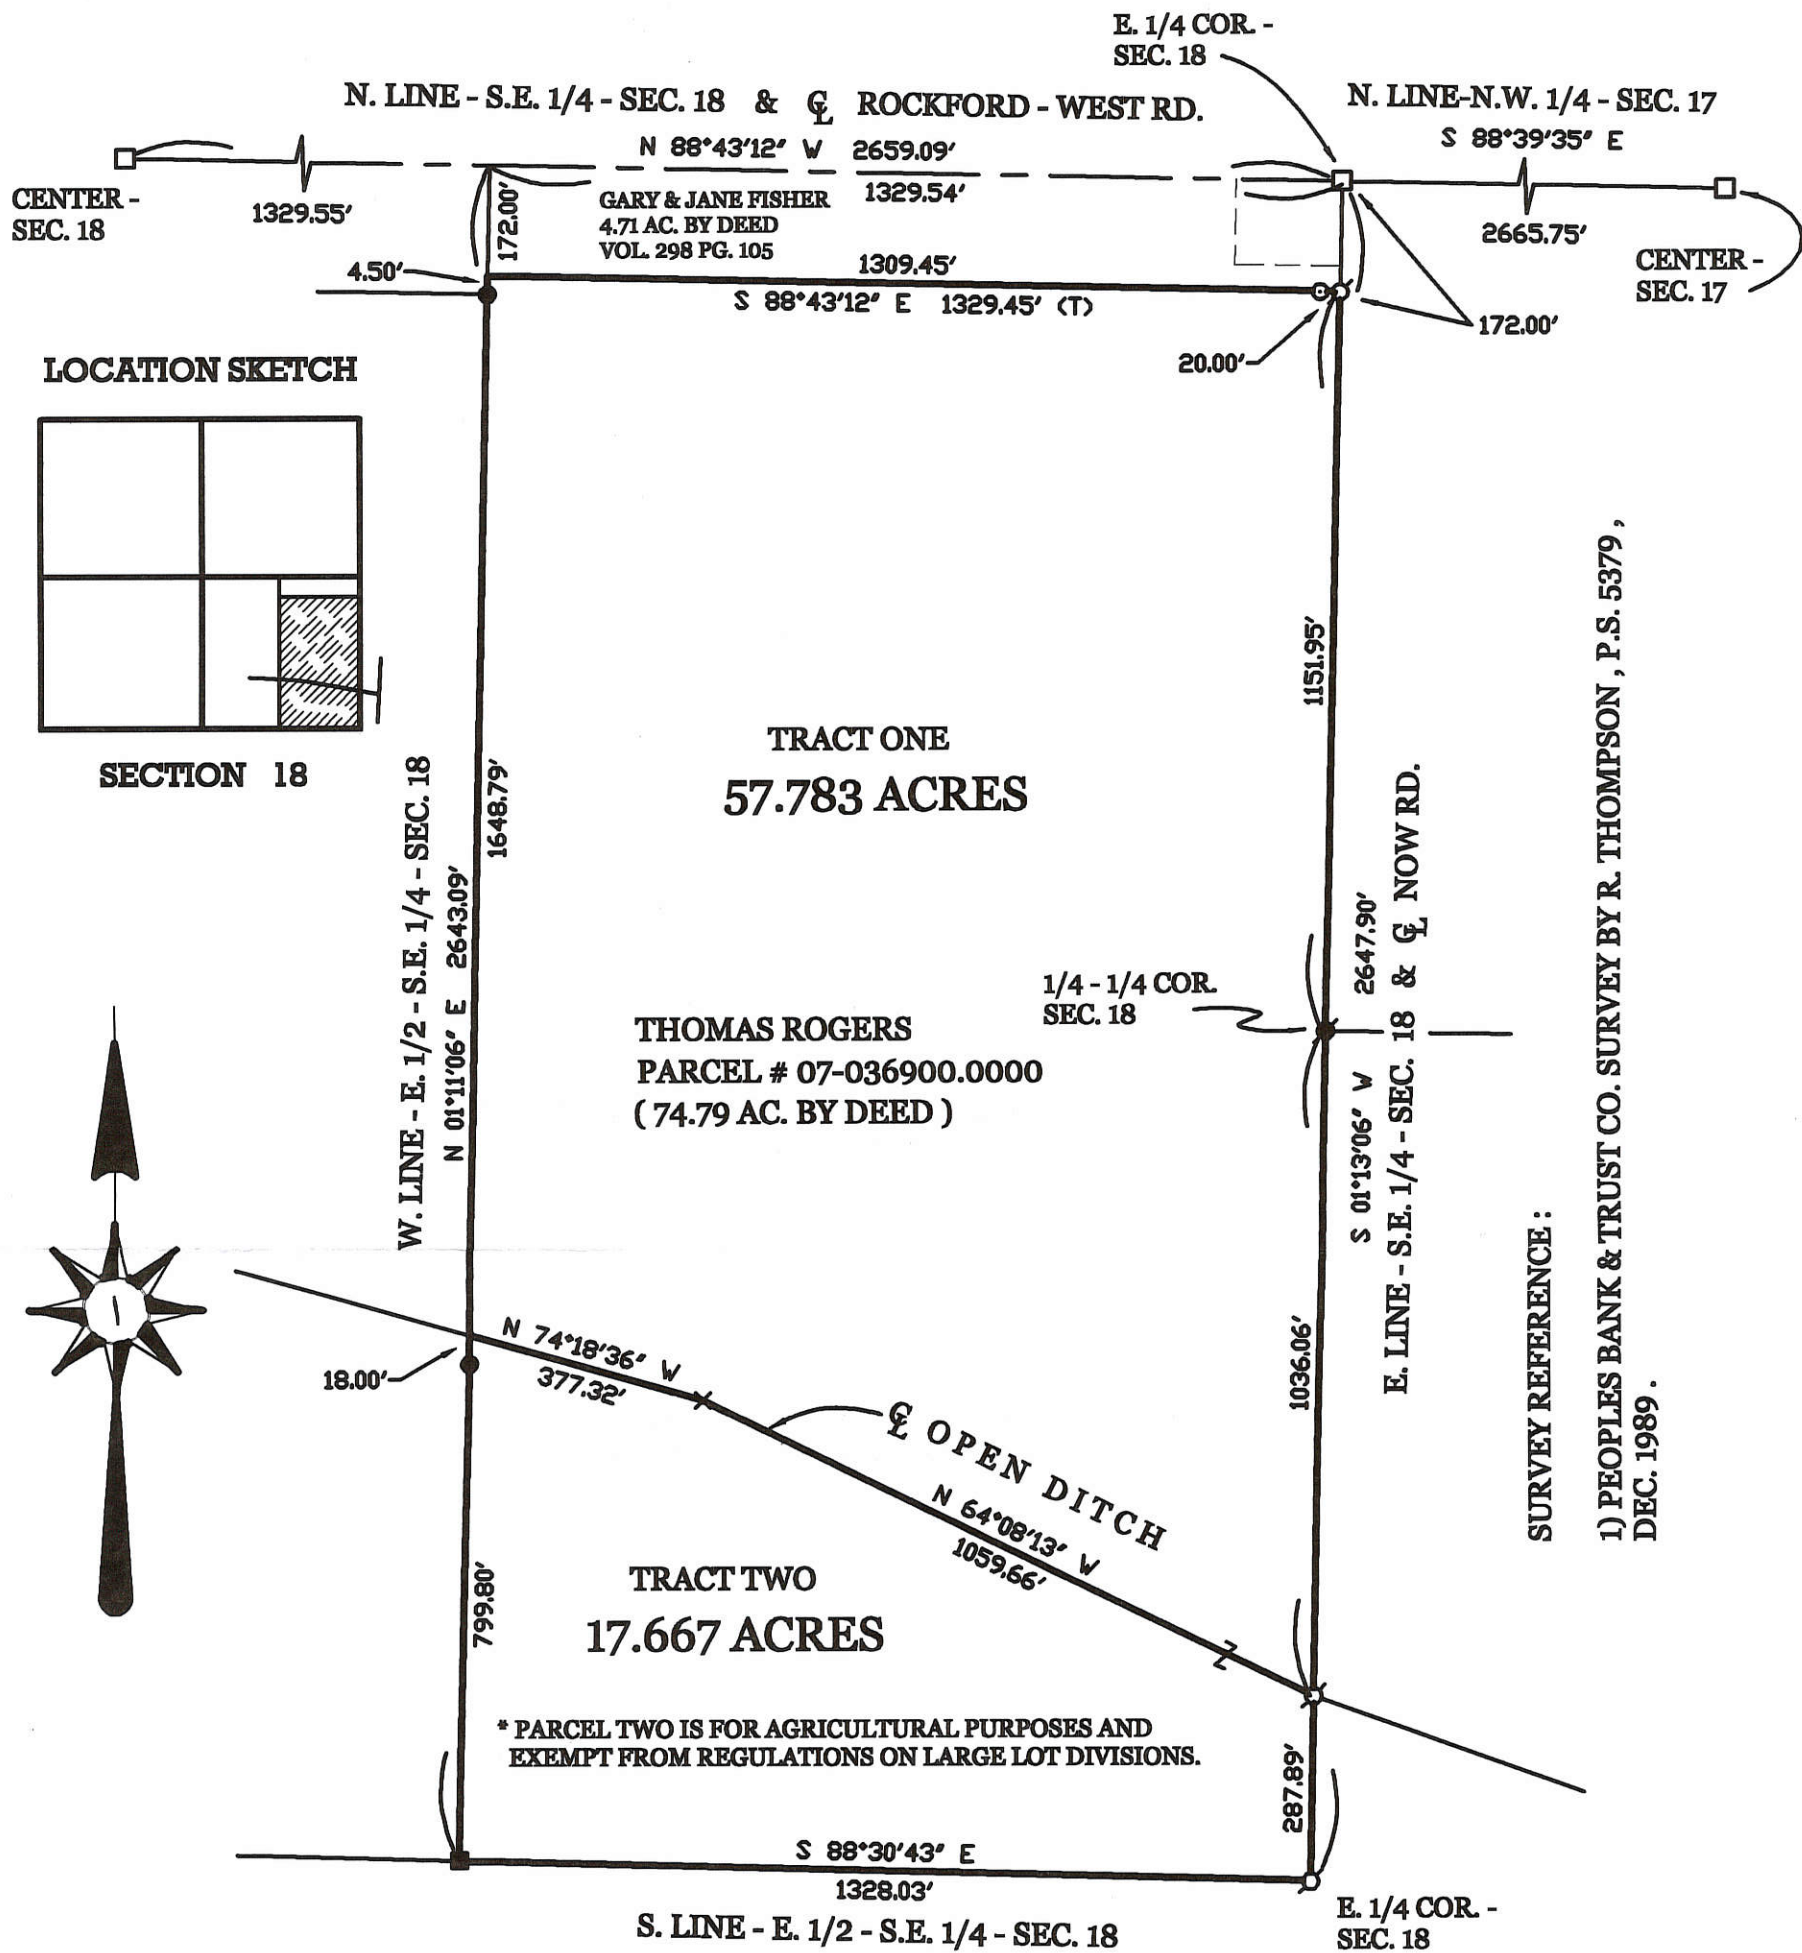 E. 1/4 COR. -
SEC. 18
N. LINE - S.E. 1/4 - SEC. 18 & ℄ ROCKFORD - WEST RD.
N. LINE-N.W. 1/4 - SEC. 17
N 88°43'12" W 2659.09'
S 88°39'35" E
CENTER -
SEC. 18
1329.55'
172.00'
GARY & JANE FISHER
4.71 AC. BY DEED
VOL. 298 PG. 105
1329.54'
2665.75'
CENTER -
SEC. 17
4.50'
1309.45'
S 88°43'12" E 1329.45' (T)
172.00'
20.00'
LOCATION SKETCH
SECTION 18
TRACT ONE
57.783 ACRES
1151.95'
W. LINE - E. 1/2 - S.E. 1/4 - SEC. 18
N 01°11'06" E 2643.09'
1648.79'
THOMAS ROGERS
PARCEL # 07-036900.0000
( 74.79 AC. BY DEED )
1/4 - 1/4 COR.
SEC. 18
S 01°13'06" W 2647.90'
E. LINE - S.E. 1/4 - SEC. 18 & ℄ NOW RD.
1036.06'
SURVEY REFERENCE :
1) PEOPLES BANK & TRUST CO. SURVEY BY R. THOMPSON , P.S. 5379 ,
DEC. 1989 .
N 74°18'36" W
377.32'
18.00'
℄ OPEN DITCH
N 64°08'13" W
1059.66'
799.80'
TRACT TWO
17.667 ACRES
* PARCEL TWO IS FOR AGRICULTURAL PURPOSES AND
EXEMPT FROM REGULATIONS ON LARGE LOT DIVISIONS.
287.89'
S 88°30'43" E
1328.03'
E. 1/4 COR. -
SEC. 18
S. LINE - E. 1/2 - S.E. 1/4 - SEC. 18